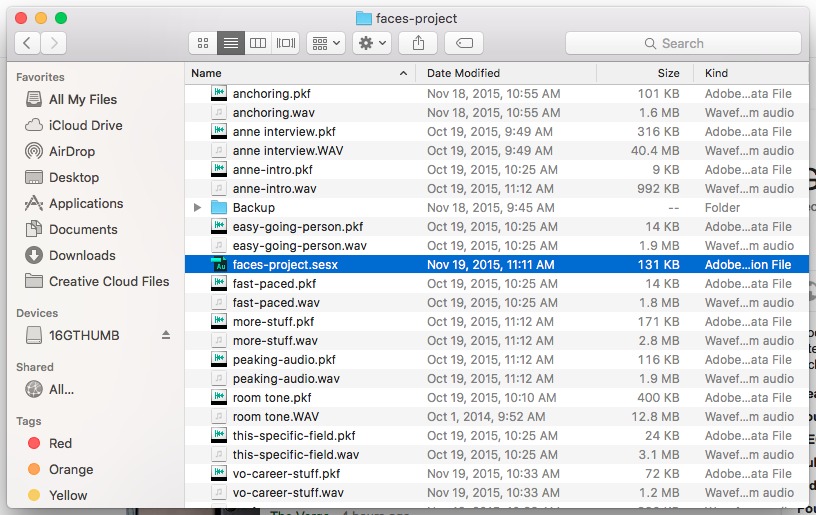 faces-project
Search
Favorites
All My Files
iCloud Drive
AirDrop
Desktop
Applications
Documents
Downloads
Creative Cloud Files
Devices
16GTHUMB
Shared
All...
Tags
Red
Orange
Yellow
Name Date Modified Size Kind
anchoring.pkf Nov 18, 2015, 10:55 AM 101 KB Adobe...ata File
anchoring.wav Nov 18, 2015, 10:55 AM 1.6 MB Wavef...m audio
anne interview.pkf Oct 19, 2015, 9:49 AM 316 KB Adobe...ata File
anne interview.WAV Oct 19, 2015, 9:49 AM 40.4 MB Wavef...m audio
anne-intro.pkf Oct 19, 2015, 10:25 AM 9 KB Adobe...ata File
anne-intro.wav Oct 19, 2015, 11:12 AM 992 KB Wavef...m audio
Backup Nov 18, 2015, 9:45 AM -- Folder
easy-going-person.pkf Oct 19, 2015, 10:25 AM 14 KB Adobe...ata File
easy-going-person.wav Oct 19, 2015, 10:25 AM 1.9 MB Wavef...m audio
Au faces-project.sesx Nov 19, 2015, 11:11 AM 131 KB Adobe...ion File
fast-paced.pkf Oct 19, 2015, 10:25 AM 14 KB Adobe...ata File
fast-paced.wav Oct 19, 2015, 10:25 AM 1.8 MB Wavef...m audio
more-stuff.pkf Oct 19, 2015, 11:12 AM 171 KB Adobe...ata File
more-stuff.wav Oct 19, 2015, 11:12 AM 2.8 MB Wavef...m audio
peaking-audio.pkf Oct 19, 2015, 11:12 AM 116 KB Adobe...ata File
peaking-audio.wav Oct 19, 2015, 11:12 AM 1.9 MB Wavef...m audio
room tone.pkf Oct 19, 2015, 10:10 AM 400 KB Adobe...ata File
room tone.WAV Oct 1, 2014, 9:52 AM 12.8 MB Wavef...m audio
this-specific-field.pkf Oct 19, 2015, 10:25 AM 24 KB Adobe...ata File
this-specific-field.wav Oct 19, 2015, 10:25 AM 3.1 MB Wavef...m audio
vo-career-stuff.pkf Nov 19, 2015, 10:33 AM 72 KB Adobe...ata File
vo-career-stuff.wav Nov 19, 2015, 10:33 AM 1.2 MB Wavef...m audio